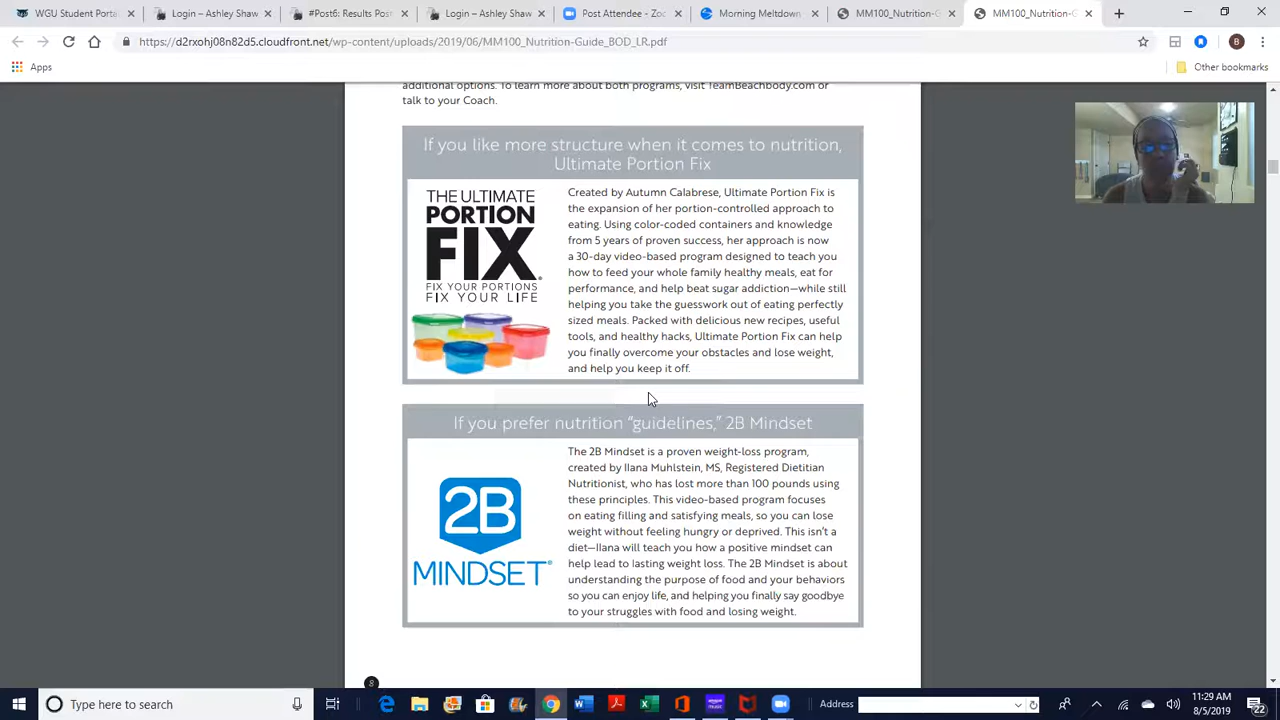 WGU Student Porta
Login – Ashley Shaw
#Post6: Results Post
Login – Ashley Shaw
Post Attendee - Zoo
Morning Meltdown
MM100_Nutrition-G
MM100_Nutrition-G
https://d2rxohj08n82d5.cloudfront.net/wp-content/uploads/2019/06/MM100_Nutrition-Guide_BOD_LR.pdf
B
Apps
Other bookmarks
additional options. To learn more about both programs, visit TeamBeachbody.com or
talk to your Coach.
If you like more structure when it comes to nutrition,
Ultimate Portion Fix
THE ULTIMATE
PORTION
FIX®
FIX YOUR PORTIONS
FIX YOUR LIFE
Created by Autumn Calabrese, Ultimate Portion Fix is
the expansion of her portion-controlled approach to
eating. Using color-coded containers and knowledge
from 5 years of proven success, her approach is now
a 30-day video-based program designed to teach you
how to feed your whole family healthy meals, eat for
performance, and help beat sugar addiction—while still
helping you take the guesswork out of eating perfectly
sized meals. Packed with delicious new recipes, useful
tools, and healthy hacks, Ultimate Portion Fix can help
you finally overcome your obstacles and lose weight,
and help you keep it off.
If you prefer nutrition “guidelines,” 2B Mindset
2B
MINDSET®
The 2B Mindset is a proven weight-loss program,
created by Ilana Muhlstein, MS, Registered Dietitian
Nutritionist, who has lost more than 100 pounds using
these principles. This video-based program focuses
on eating filling and satisfying meals, so you can lose
weight without feeling hungry or deprived. This isn’t a
diet—Ilana will teach you how a positive mindset can
help lead to lasting weight loss. The 2B Mindset is about
understanding the purpose of food and your behaviors
so you can enjoy life, and helping you finally say goodbye
to your struggles with food and losing weight.
8
Type here to search
Address
11:29 AM
8/5/2019
22